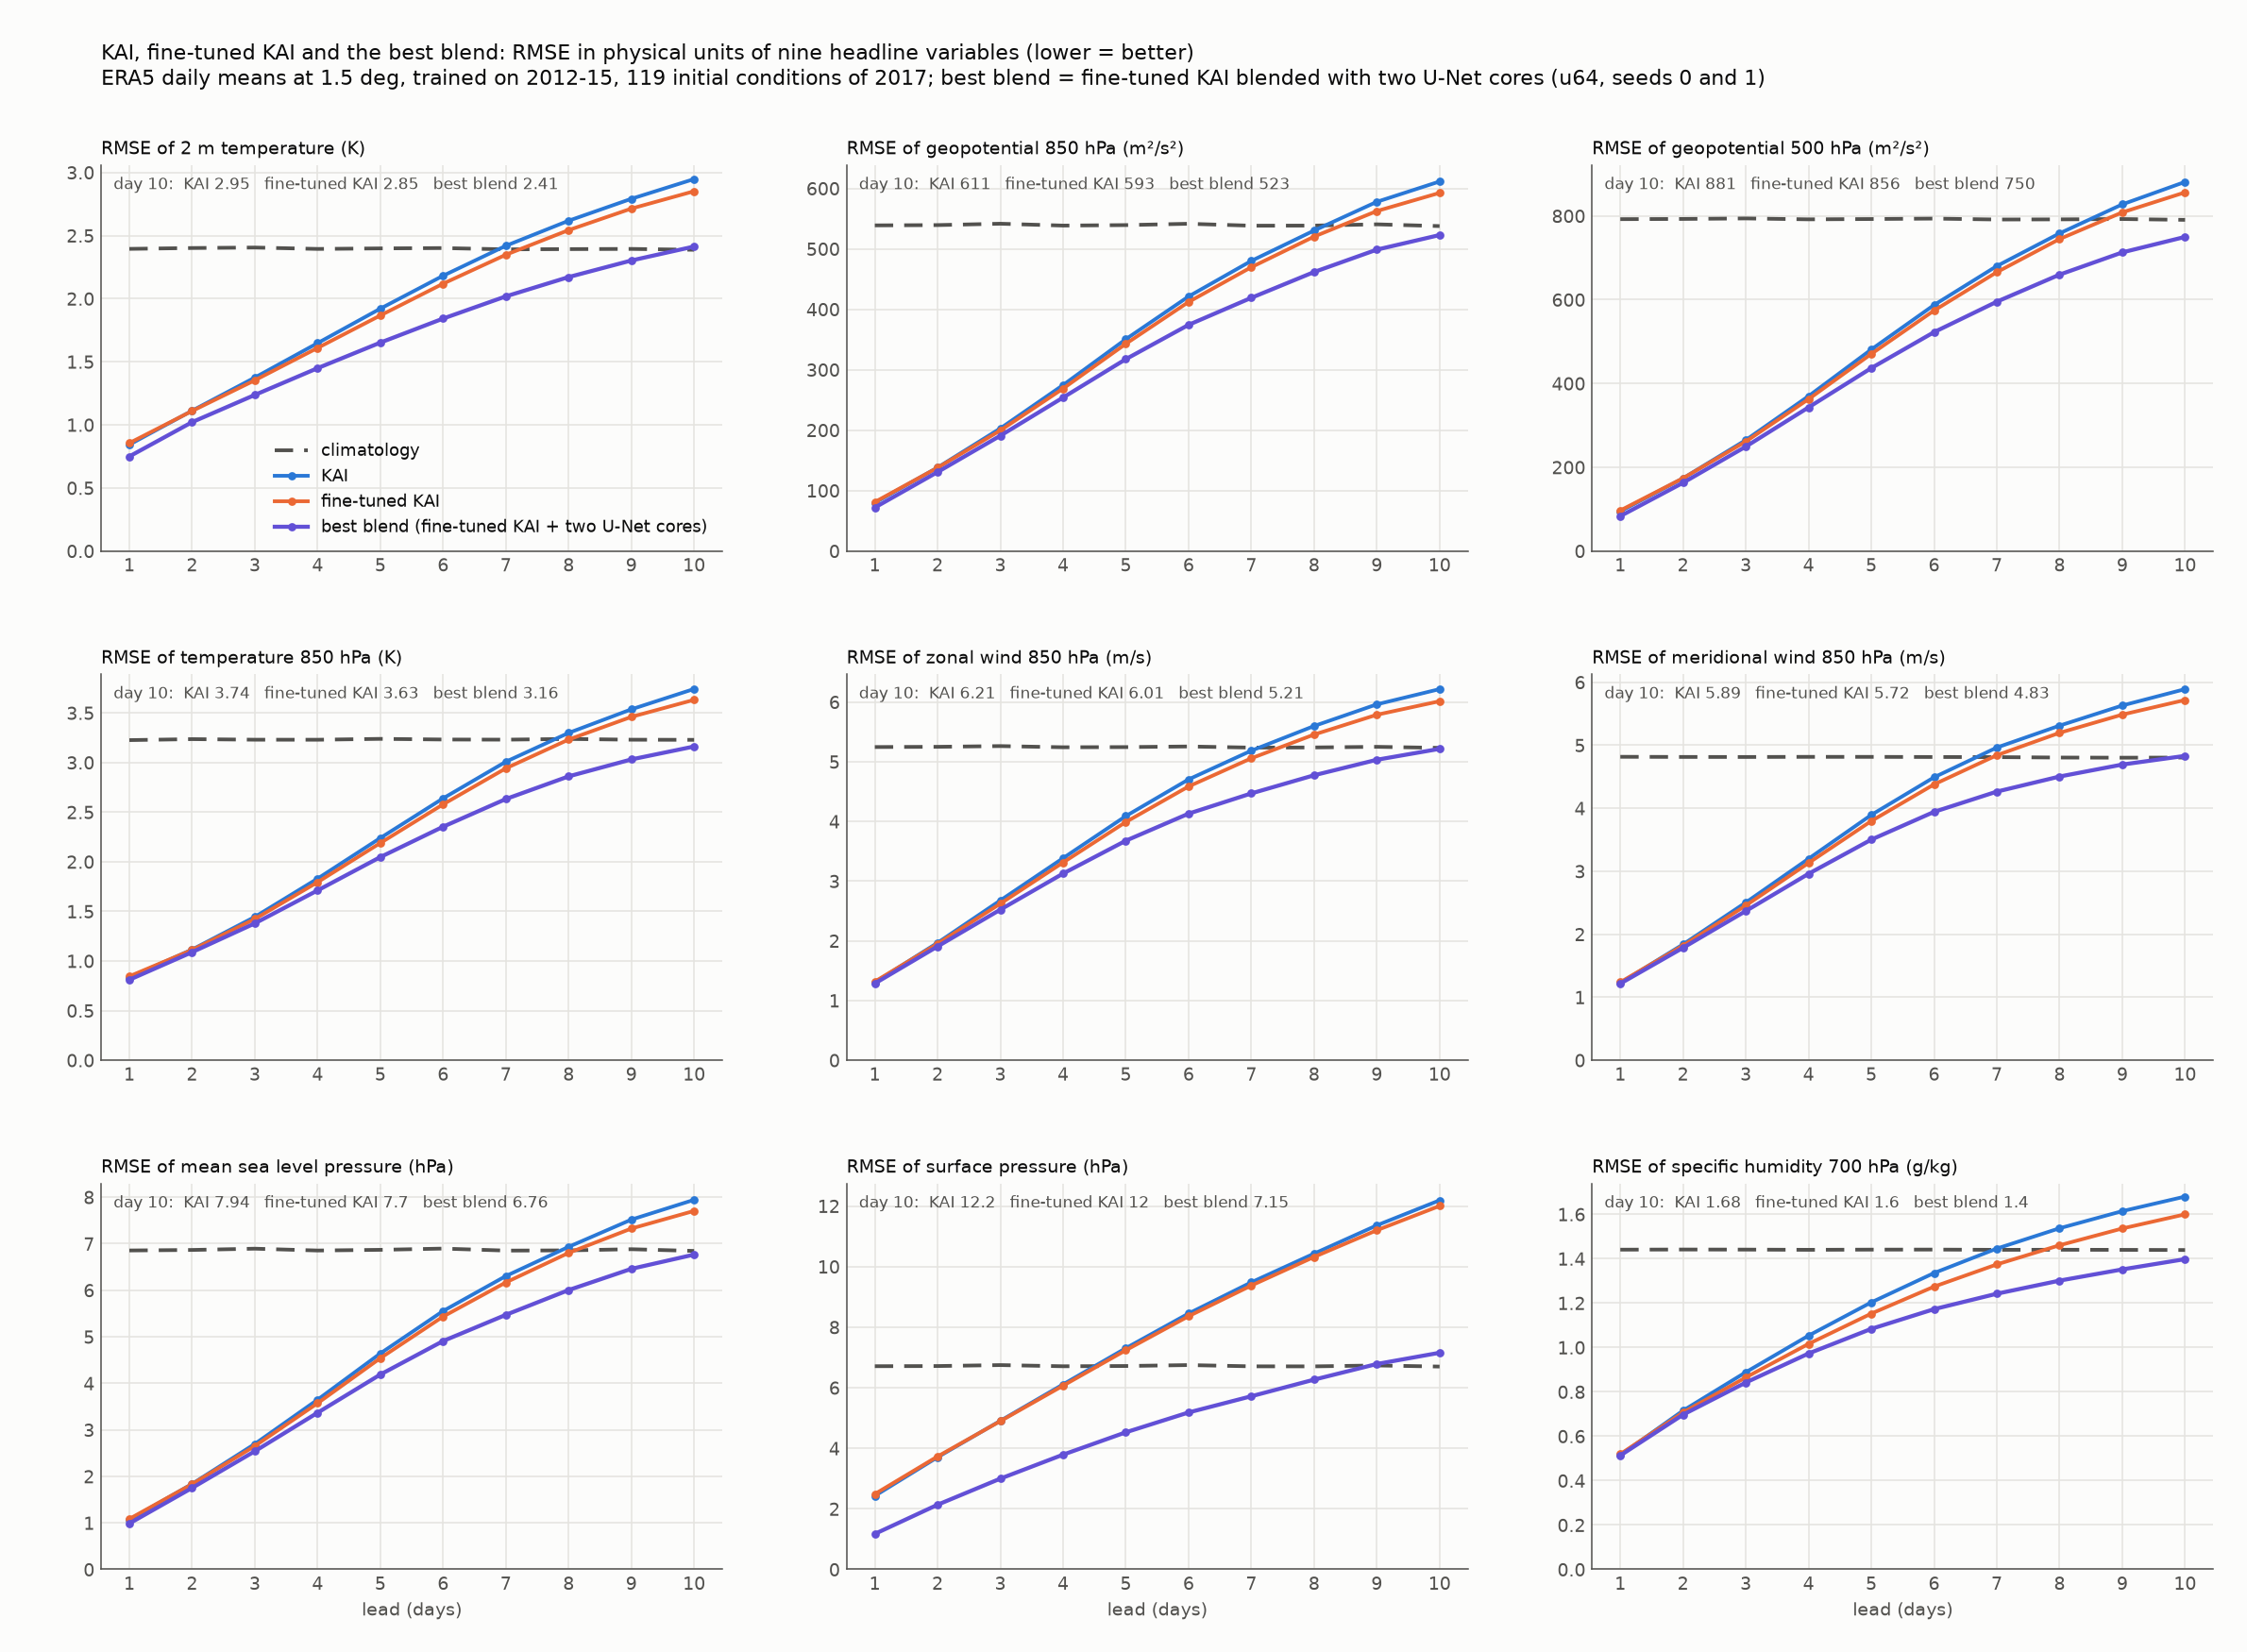 KAI, fine-tuned KAI and the best blend: RMSE in physical units of nine headline variables (lower = better)
ERA5 daily means at 1.5 deg, trained on 2012-15, 119 initial conditions of 2017; best blend = fine-tuned KAI blended with two U-Net cores (u64, seeds 0 and 1)
RMSE of 2 m temperature (K)
day 10:  KAI 2.95   fine-tuned KAI 2.85   best blend 2.41
3.0
2.5
2.0
1.5
1.0
0.5
0.0
climatology
KAI
fine-tuned KAI
best blend (fine-tuned KAI + two U-Net cores)
1 2 3 4 5 6 7 8 9 10
RMSE of geopotential 850 hPa (m²/s²)
day 10:  KAI 611   fine-tuned KAI 593   best blend 523
600
500
400
300
200
100
0
1 2 3 4 5 6 7 8 9 10
RMSE of geopotential 500 hPa (m²/s²)
day 10:  KAI 881   fine-tuned KAI 856   best blend 750
800
600
400
200
0
1 2 3 4 5 6 7 8 9 10
RMSE of temperature 850 hPa (K)
day 10:  KAI 3.74   fine-tuned KAI 3.63   best blend 3.16
3.5
3.0
2.5
2.0
1.5
1.0
0.5
0.0
1 2 3 4 5 6 7 8 9 10
RMSE of zonal wind 850 hPa (m/s)
day 10:  KAI 6.21   fine-tuned KAI 6.01   best blend 5.21
6
5
4
3
2
1
0
1 2 3 4 5 6 7 8 9 10
RMSE of meridional wind 850 hPa (m/s)
day 10:  KAI 5.89   fine-tuned KAI 5.72   best blend 4.83
6
5
4
3
2
1
0
1 2 3 4 5 6 7 8 9 10
RMSE of mean sea level pressure (hPa)
day 10:  KAI 7.94   fine-tuned KAI 7.7   best blend 6.76
8
7
6
5
4
3
2
1
0
1 2 3 4 5 6 7 8 9 10
lead (days)
RMSE of surface pressure (hPa)
day 10:  KAI 12.2   fine-tuned KAI 12   best blend 7.15
12
10
8
6
4
2
0
1 2 3 4 5 6 7 8 9 10
lead (days)
RMSE of specific humidity 700 hPa (g/kg)
day 10:  KAI 1.68   fine-tuned KAI 1.6   best blend 1.4
1.6
1.4
1.2
1.0
0.8
0.6
0.4
0.2
0.0
1 2 3 4 5 6 7 8 9 10
lead (days)